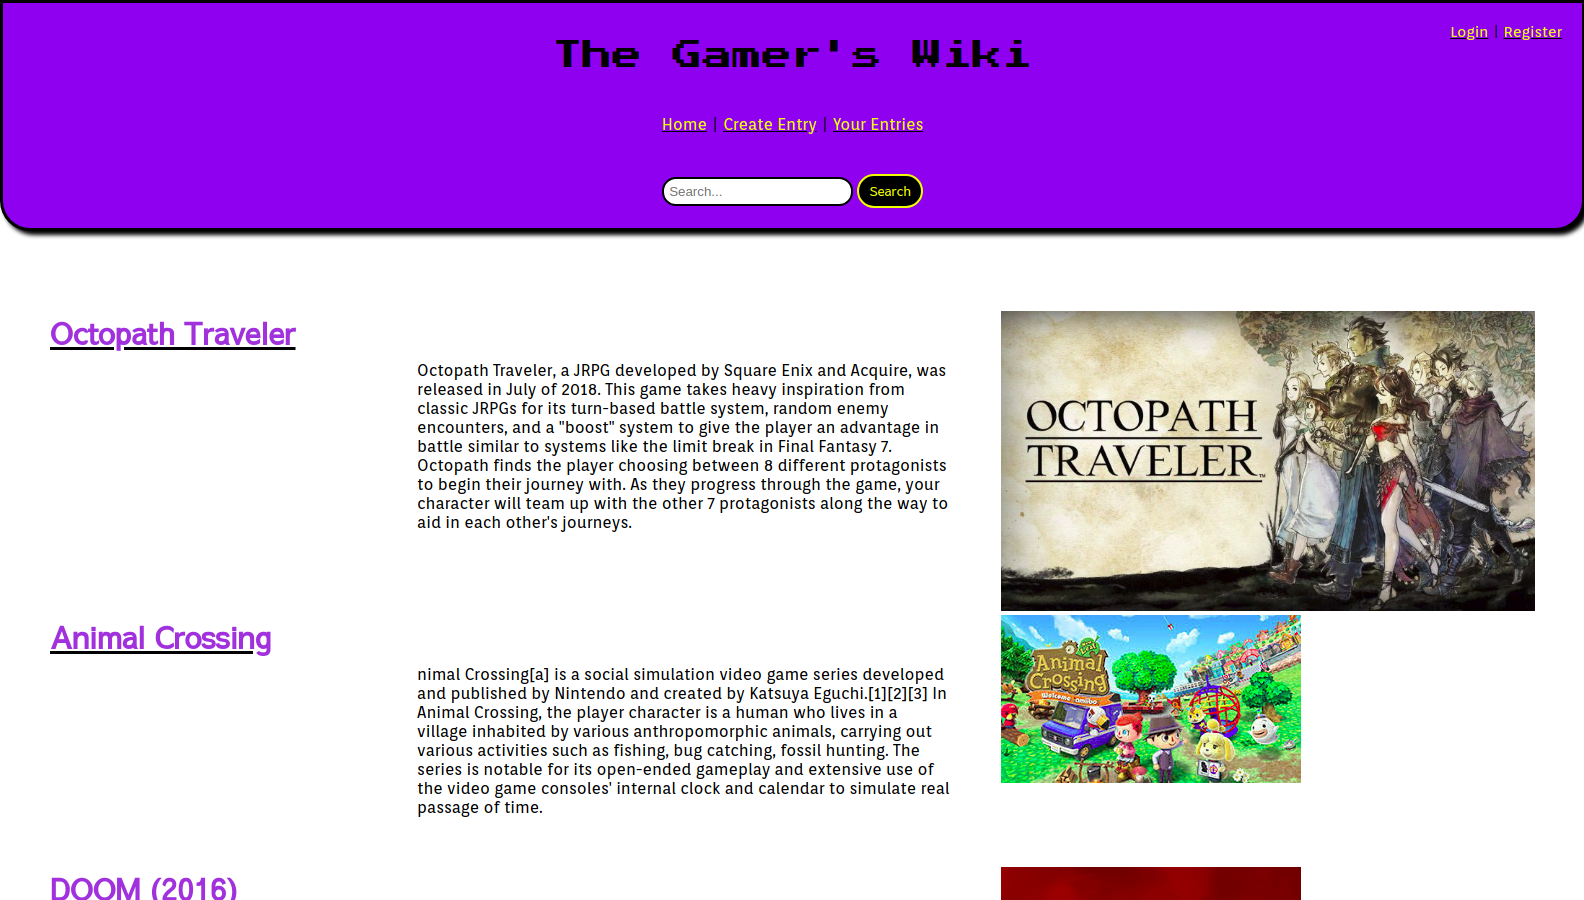 Login | Register
The Gamer's Wiki
Home | Create Entry | Your Entries
Search... Search
Octopath Traveler
Octopath Traveler, a JRPG developed by Square Enix and Acquire, was
released in July of 2018. This game takes heavy inspiration from
classic JRPGs for its turn-based battle system, random enemy
encounters, and a "boost" system to give the player an advantage in
battle similar to systems like the limit break in Final Fantasy 7.
Octopath finds the player choosing between 8 different protagonists
to begin their journey with. As they progress through the game, your
character will team up with the other 7 protagonists along the way to
aid in each other's journeys.
OCTOPATH
TRAVELER™
Animal Crossing
nimal Crossing[a] is a social simulation video game series developed
and published by Nintendo and created by Katsuya Eguchi.[1][2][3] In
Animal Crossing, the player character is a human who lives in a
village inhabited by various anthropomorphic animals, carrying out
various activities such as fishing, bug catching, fossil hunting. The
series is notable for its open-ended gameplay and extensive use of
the video game consoles' internal clock and calendar to simulate real
passage of time.
Animal
Crossing
Welcome amiibo
DOOM (2016)